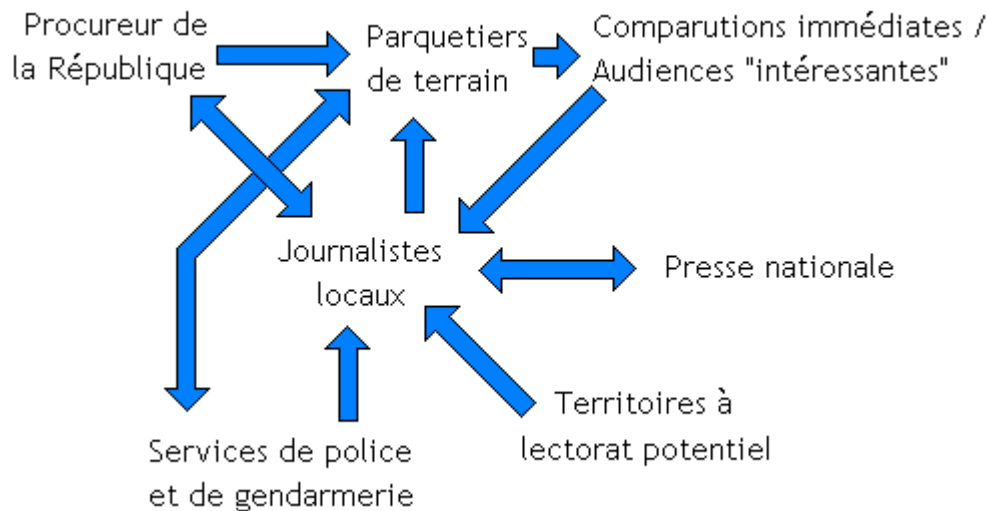 Procureur de
la République
Parquetiers
de terrain
Comparutions immédiates /
Audiences "intéressantes"
Journalistes
locaux
Presse nationale
Territoires à
lectorat potentiel
Services de police
et de gendarmerie